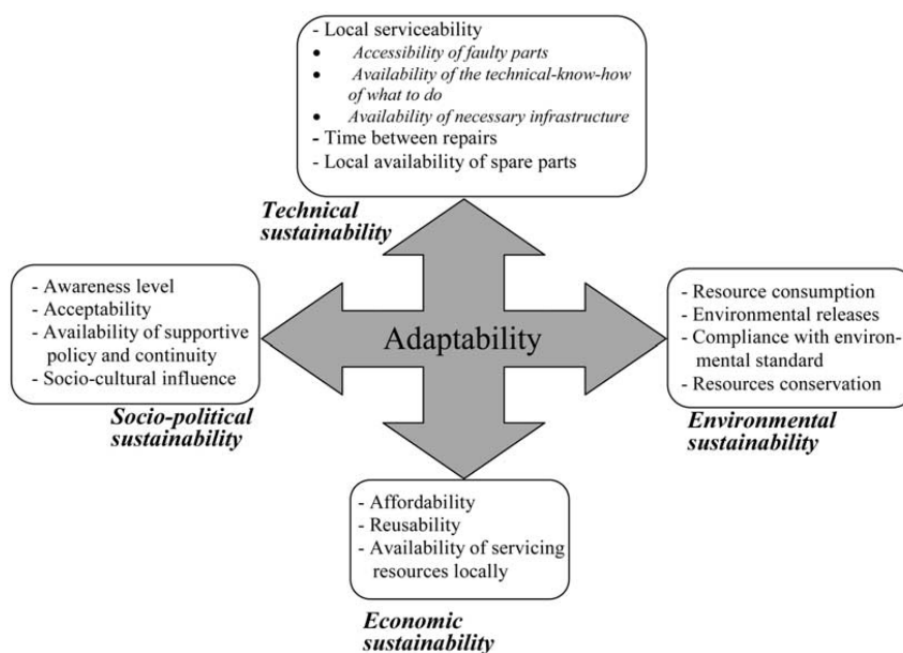 - Local serviceability
• Accessibility of faulty parts
• Availability of the technical-know-how
of what to do
• Availability of necessary infrastructure
- Time between repairs
- Local availability of spare parts
Technical
sustainability
- Awareness level
- Acceptability
- Availability of supportive
policy and continuity
- Socio-cultural influence
Socio-political
sustainability
Adaptability
- Resource consumption
- Environmental releases
- Compliance with environ-
mental standard
- Resources conservation
Environmental
sustainability
- Affordability
- Reusability
- Availability of servicing
resources locally
Economic
sustainability